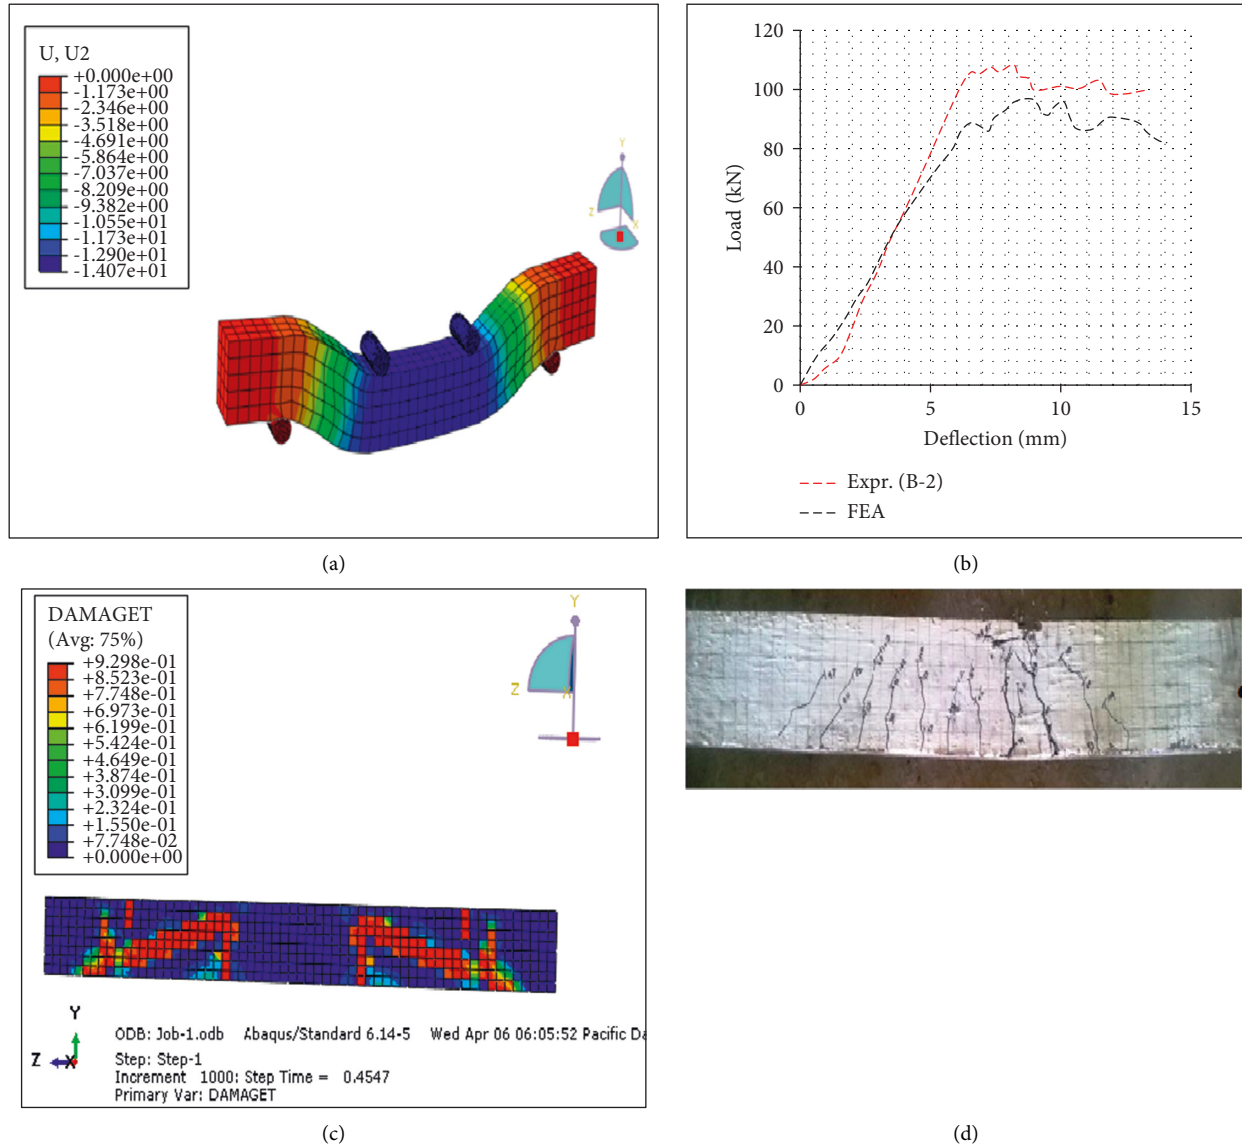 U, U2
+0.000e+00
-1.173e+00
-2.346e+00
-3.518e+00
-4.691e+00
-5.864e+00
-7.037e+00
-8.209e+00
-9.382e+00
-1.055e+01
-1.173e+01
-1.290e+01
-1.407e+01
Y
Z
X
(a)
120
100
80
60
40
20
0
0 5 10 15
Load (kN)
Deflection (mm)
Expr. (B-2)
FEA
(b)
DAMAGET
(Avg: 75%)
+9.298e-01
+8.523e-01
+7.748e-01
+6.973e-01
+6.199e-01
+5.424e-01
+4.649e-01
+3.874e-01
+3.099e-01
+2.324e-01
+1.550e-01
+7.748e-02
+0.000e+00
Y
Z
X
Y
Z
X
ODB: Job-1.odb Abaqus/Standard 6.14-5 Wed Apr 06 06:05:52 Pacific Da
Step: Step-1
Increment 1000: Step Time = 0.4547
Primary Var: DAMAGET
(c)
(d)